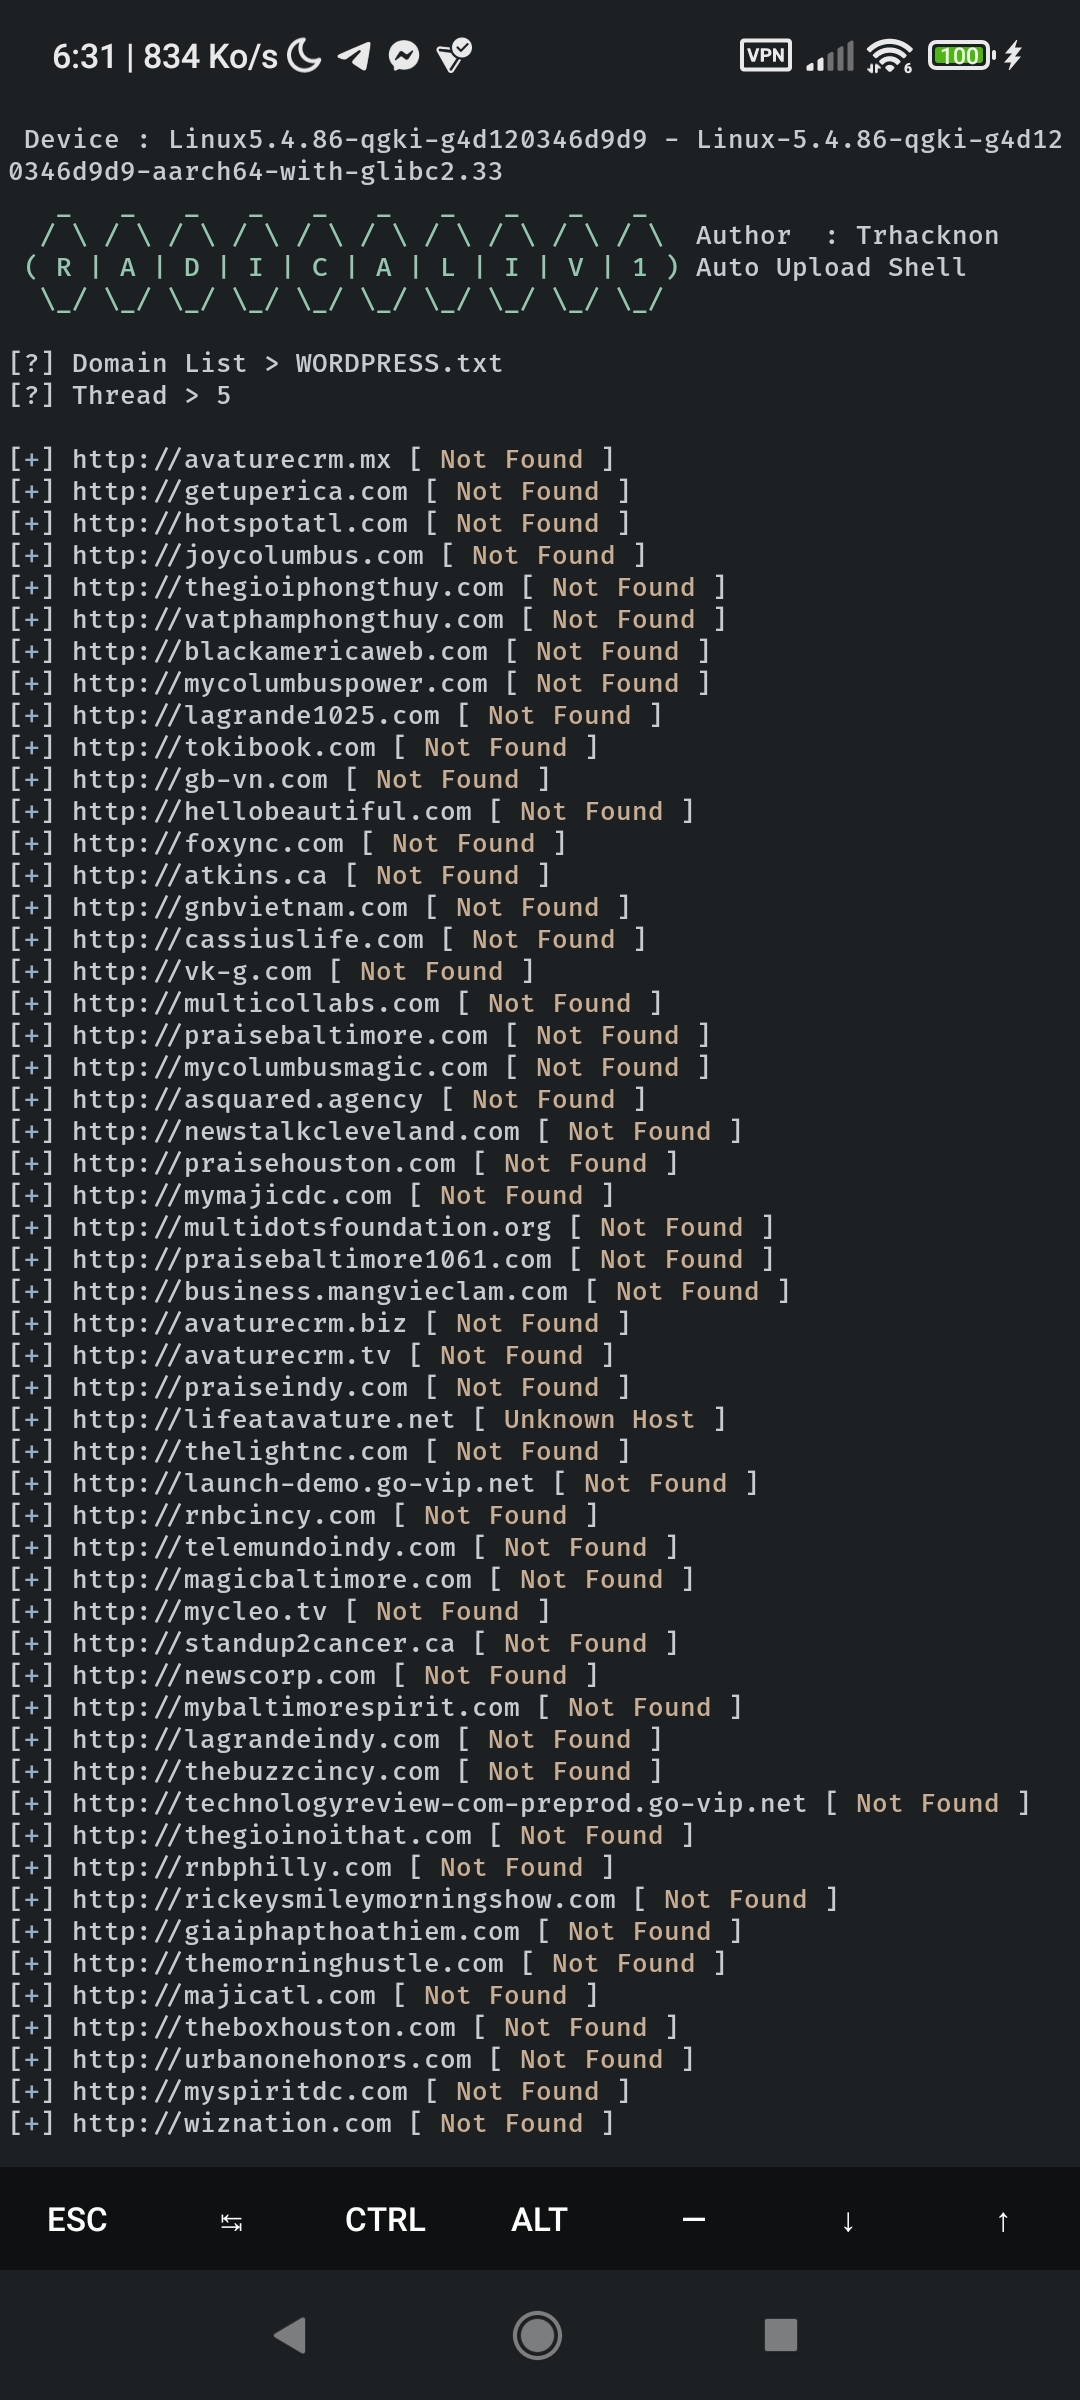 6:31 | 834 Ko/s VPN 6 100
Device : Linux5.4.86-qgki-g4d120346d9d9 - Linux-5.4.86-qgki-g4d12
0346d9d9-aarch64-with-glibc2.33
( R | A | D | I | C | A | L | I | V | 1 )
Author : Trhacknon
Auto Upload Shell
[?] Domain List > WORDPRESS.txt
[?] Thread > 5
[+] http://avaturecrm.mx [ Not Found ]
[+] http://getuperica.com [ Not Found ]
[+] http://hotspotatl.com [ Not Found ]
[+] http://joycolumbus.com [ Not Found ]
[+] http://thegioiphongthuy.com [ Not Found ]
[+] http://vatphamphongthuy.com [ Not Found ]
[+] http://blackamericaweb.com [ Not Found ]
[+] http://mycolumbuspower.com [ Not Found ]
[+] http://lagrande1025.com [ Not Found ]
[+] http://tokibook.com [ Not Found ]
[+] http://gb-vn.com [ Not Found ]
[+] http://hellobeautiful.com [ Not Found ]
[+] http://foxync.com [ Not Found ]
[+] http://atkins.ca [ Not Found ]
[+] http://gnbvietnam.com [ Not Found ]
[+] http://cassiuslife.com [ Not Found ]
[+] http://vk-g.com [ Not Found ]
[+] http://multicollabs.com [ Not Found ]
[+] http://praisebaltimore.com [ Not Found ]
[+] http://mycolumbusmagic.com [ Not Found ]
[+] http://asquared.agency [ Not Found ]
[+] http://newstalkcleveland.com [ Not Found ]
[+] http://praisehouston.com [ Not Found ]
[+] http://mymajicdc.com [ Not Found ]
[+] http://multidotsfoundation.org [ Not Found ]
[+] http://praisebaltimore1061.com [ Not Found ]
[+] http://business.mangvieclam.com [ Not Found ]
[+] http://avaturecrm.biz [ Not Found ]
[+] http://avaturecrm.tv [ Not Found ]
[+] http://praiseindy.com [ Not Found ]
[+] http://lifeatavature.net [ Unknown Host ]
[+] http://thelightnc.com [ Not Found ]
[+] http://launch-demo.go-vip.net [ Not Found ]
[+] http://rnbcincy.com [ Not Found ]
[+] http://telemundoindy.com [ Not Found ]
[+] http://magicbaltimore.com [ Not Found ]
[+] http://mycleo.tv [ Not Found ]
[+] http://standup2cancer.ca [ Not Found ]
[+] http://newscorp.com [ Not Found ]
[+] http://mybaltimorespirit.com [ Not Found ]
[+] http://lagrandeindy.com [ Not Found ]
[+] http://thebuzzcincy.com [ Not Found ]
[+] http://technologyreview-com-preprod.go-vip.net [ Not Found ]
[+] http://thegioinoithat.com [ Not Found ]
[+] http://rnbphilly.com [ Not Found ]
[+] http://rickeysmileymorningshow.com [ Not Found ]
[+] http://giaiphapthoathiem.com [ Not Found ]
[+] http://themorninghustle.com [ Not Found ]
[+] http://majicatl.com [ Not Found ]
[+] http://theboxhouston.com [ Not Found ]
[+] http://urbanonehonors.com [ Not Found ]
[+] http://myspiritdc.com [ Not Found ]
[+] http://wiznation.com [ Not Found ]
ESC ↹ CTRL ALT — ↓ ↑